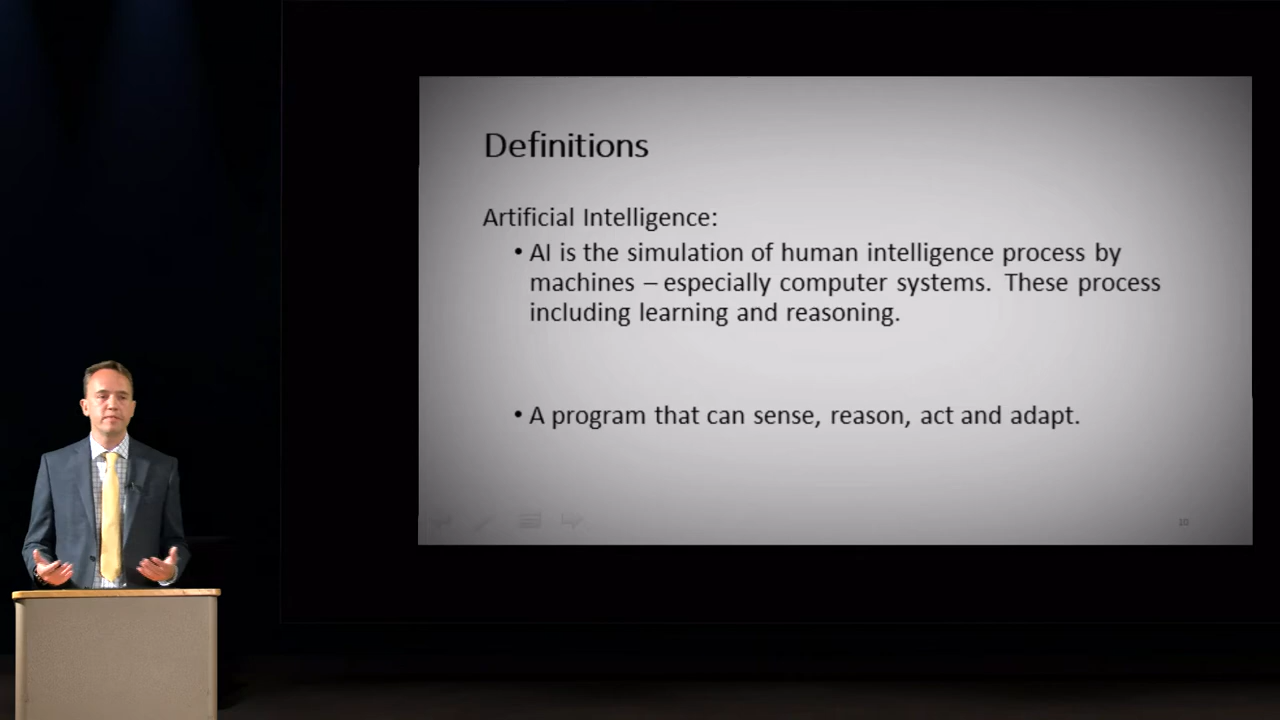 Definitions
Artificial Intelligence:
• AI is the simulation of human intelligence process by
machines – especially computer systems. These process
including learning and reasoning.
• A program that can sense, reason, act and adapt.
10